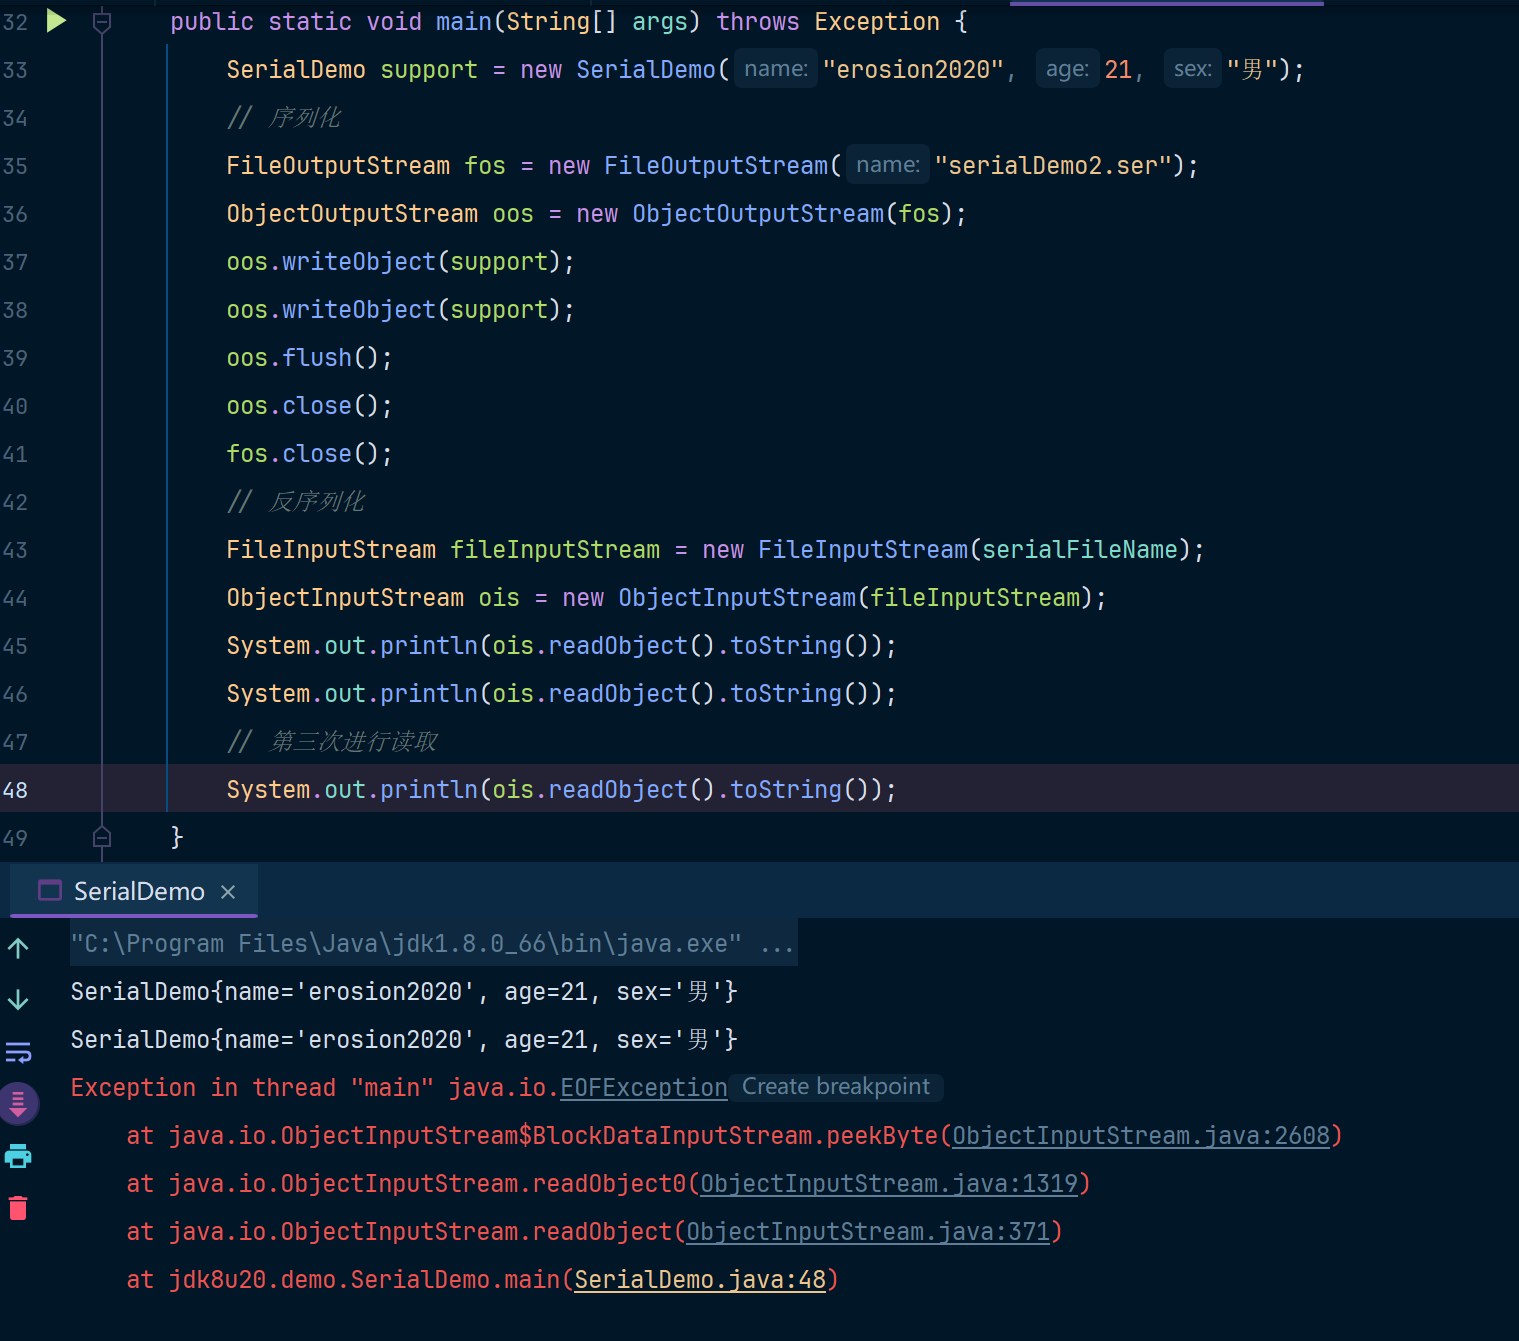 32 public static void main(String[] args) throws Exception {
33 SerialDemo support = new SerialDemo( name: "erosion2020", age: 21, sex: "男");
34 // 序列化
35 FileOutputStream fos = new FileOutputStream( name: "serialDemo2.ser");
36 ObjectOutputStream oos = new ObjectOutputStream(fos);
37 oos.writeObject(support);
38 oos.writeObject(support);
39 oos.flush();
40 oos.close();
41 fos.close();
42 // 反序列化
43 FileInputStream fileInputStream = new FileInputStream(serialFileName);
44 ObjectInputStream ois = new ObjectInputStream(fileInputStream);
45 System.out.println(ois.readObject().toString());
46 System.out.println(ois.readObject().toString());
47 // 第三次进行读取
48 System.out.println(ois.readObject().toString());
49 }
SerialDemo ×
"C:\Program Files\Java\jdk1.8.0_66\bin\java.exe" ...
SerialDemo{name='erosion2020', age=21, sex='男'}
SerialDemo{name='erosion2020', age=21, sex='男'}
Exception in thread "main" java.io.EOFException Create breakpoint
at java.io.ObjectInputStream$BlockDataInputStream.peekByte(ObjectInputStream.java:2608)
at java.io.ObjectInputStream.readObject0(ObjectInputStream.java:1319)
at java.io.ObjectInputStream.readObject(ObjectInputStream.java:371)
at jdk8u20.demo.SerialDemo.main(SerialDemo.java:48)